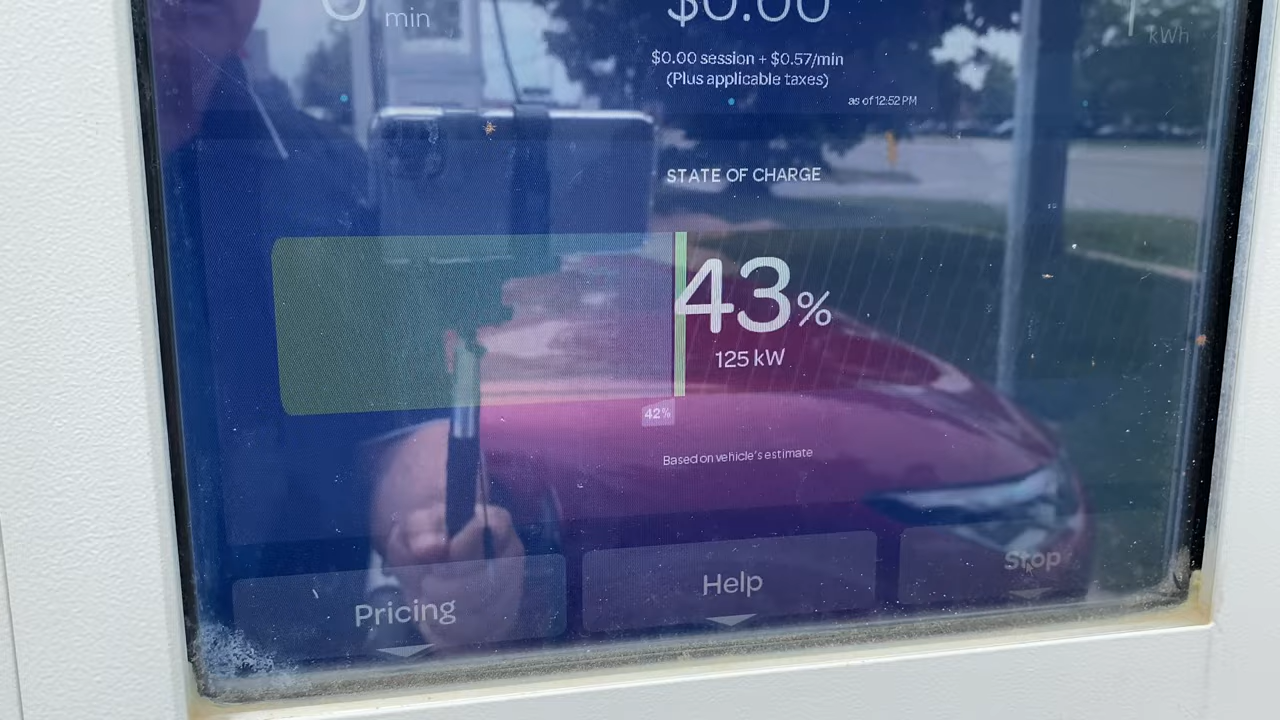 0 min
$0.00
kWh
$0.00 session + $0.57/min
(Plus applicable taxes)
as of 12:52 PM
STATE OF CHARGE
43%
125 kW
42%
Based on vehicle's estimate
Pricing
Help
Stop